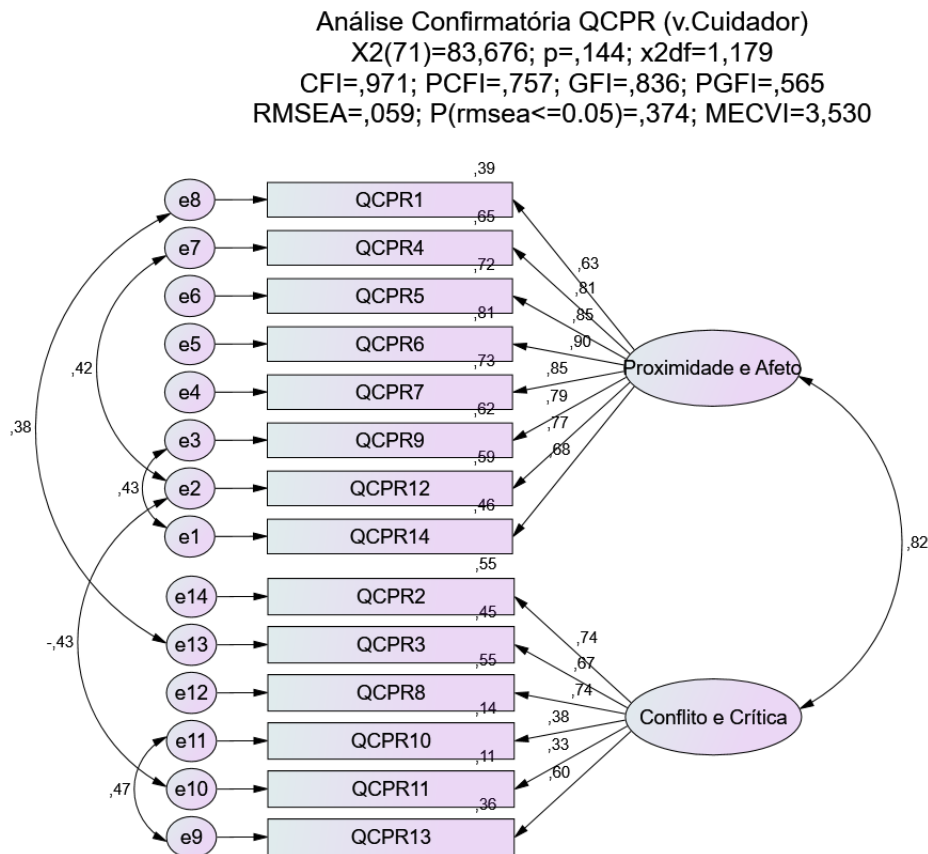 Análise Confirmatória QCPR (v.Cuidador)
X2(71)=83,676; p=,144; x2df=1,179
CFI=,971; PCFI=,757; GFI=,836; PGFI=,565
RMSEA=,059; P(rmsea<=0.05)=,374; MECVI=3,530
,39
e8 QCPR1
,65
e7 QCPR4
,63
,72
e6 QCPR5
,81
,81
,85
e5 QCPR6
,90
,73
,42
e4 QCPR7
,85
Proximidade e Afeto
,62
,79
,38
e3 QCPR9
,77
,59
,68
,43
e2 QCPR12
,46
e1 QCPR14
,82
,55
e14 QCPR2
,45
-,43
e13 QCPR3
,74
,55
,67
e12 QCPR8
,74
,14
,38
Conflito e Crítica
e11 QCPR10
,11
,33
,47
e10 QCPR11
,60
,36
e9 QCPR13